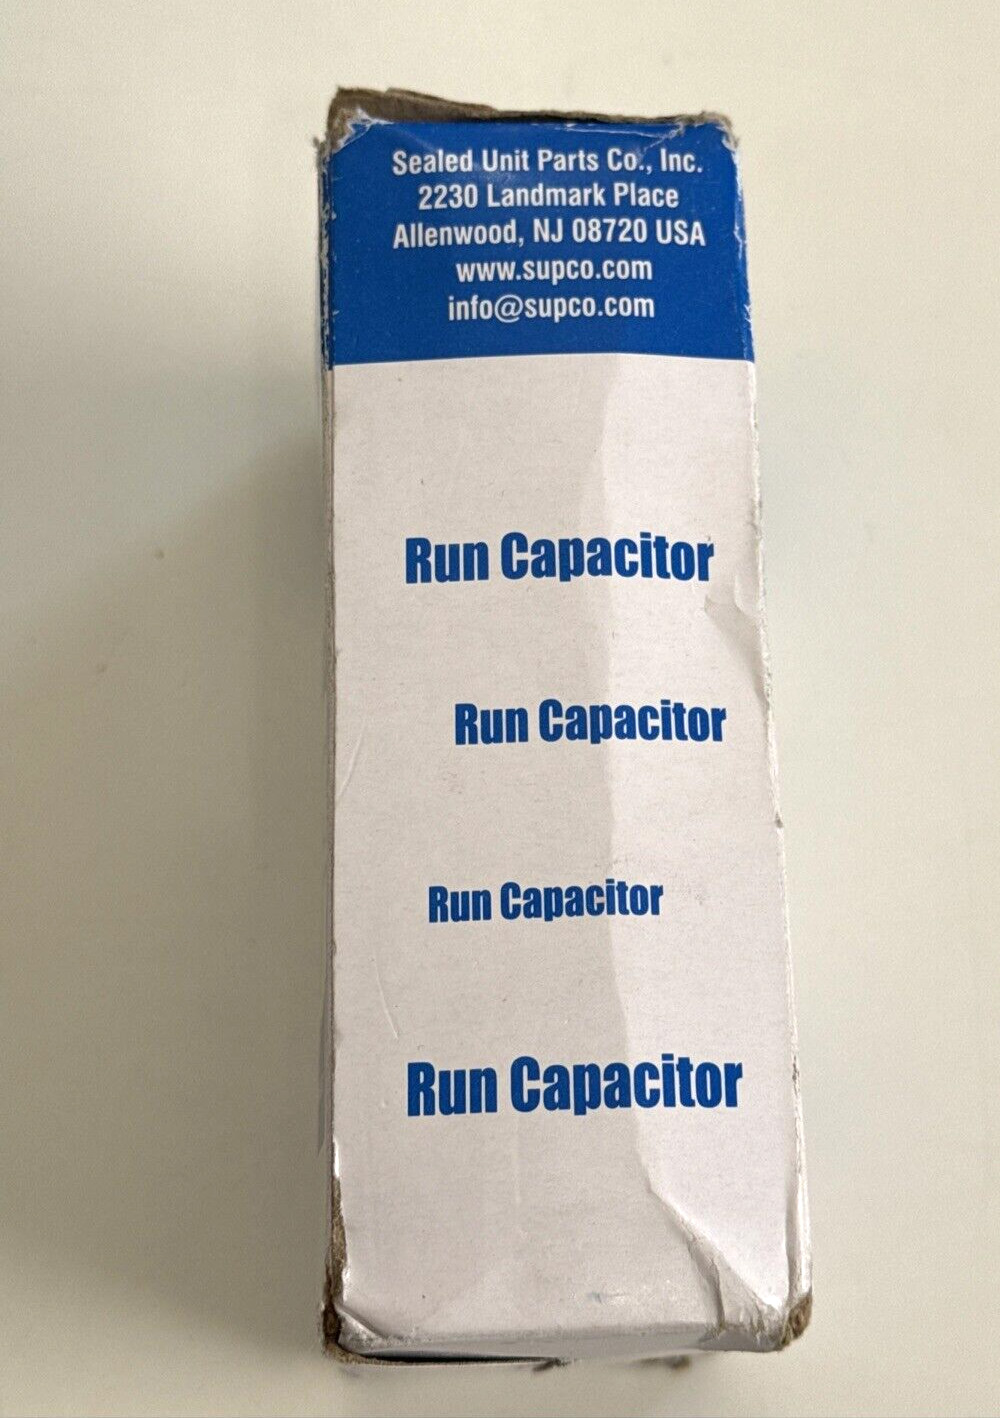 Sealed Unit Parts Co., Inc.
2230 Landmark Place
Allenwood, NJ 08720 USA
www.supco.com
info@supco.com
Run Capacitor
Run Capacitor
Run Capacitor
Run Capacitor